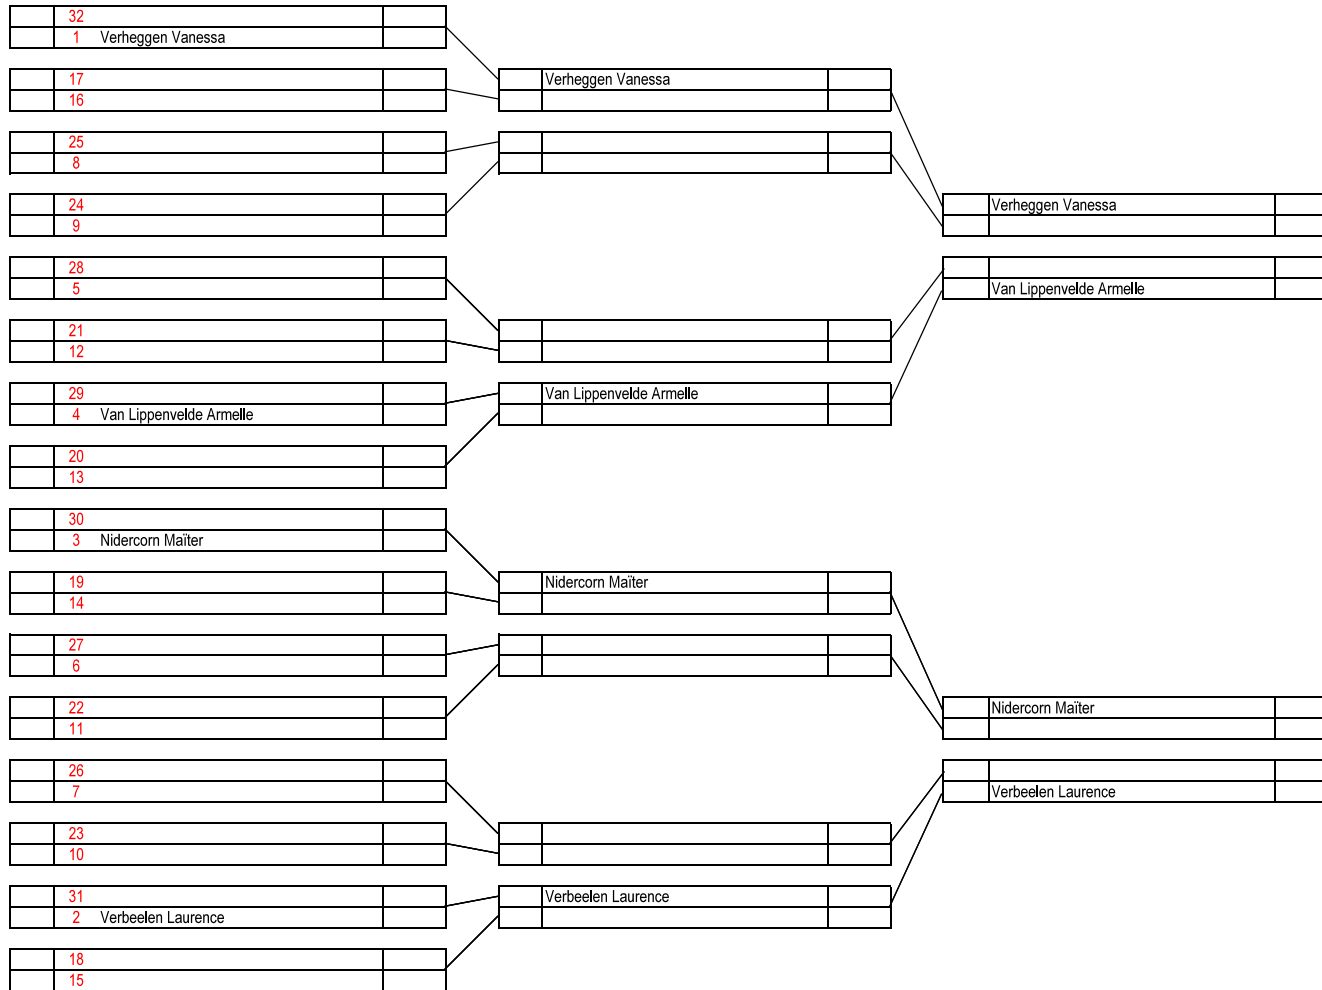 32
1 Verheggen Vanessa
17 Verheggen Vanessa
16
25
8
24 Verheggen Vanessa
9
28
5 Van Lippenvelde Armelle
21
12
29 Van Lippenvelde Armelle
4 Van Lippenvelde Armelle
20
13
30
3 Nidercorn Maïter
19 Nidercorn Maïter
14
27
6
22 Nidercorn Maïter
11
26
7 Verbeelen Laurence
23
10
31 Verbeelen Laurence
2 Verbeelen Laurence
18
15